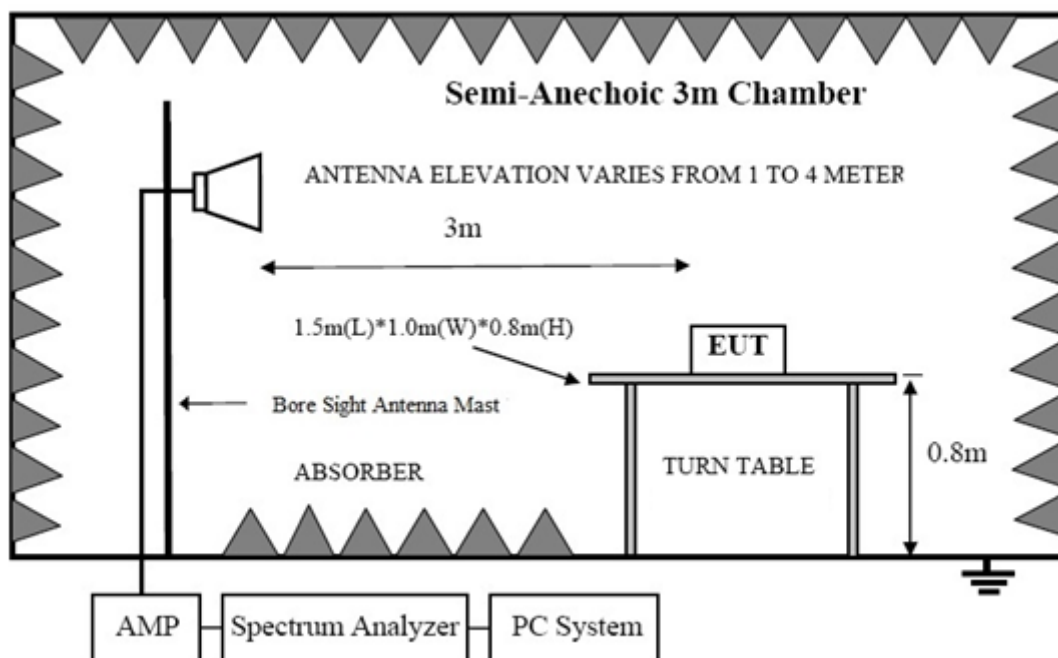 Semi-Anechoic 3m Chamber
ANTENNA ELEVATION VARIES FROM 1 TO 4 METER
3m
1.5m(L)*1.0m(W)*0.8m(H)
EUT
Bore Sight Antenna Mast
ABSORBER
TURN TABLE
0.8m
AMP
Spectrum Analyzer
PC System